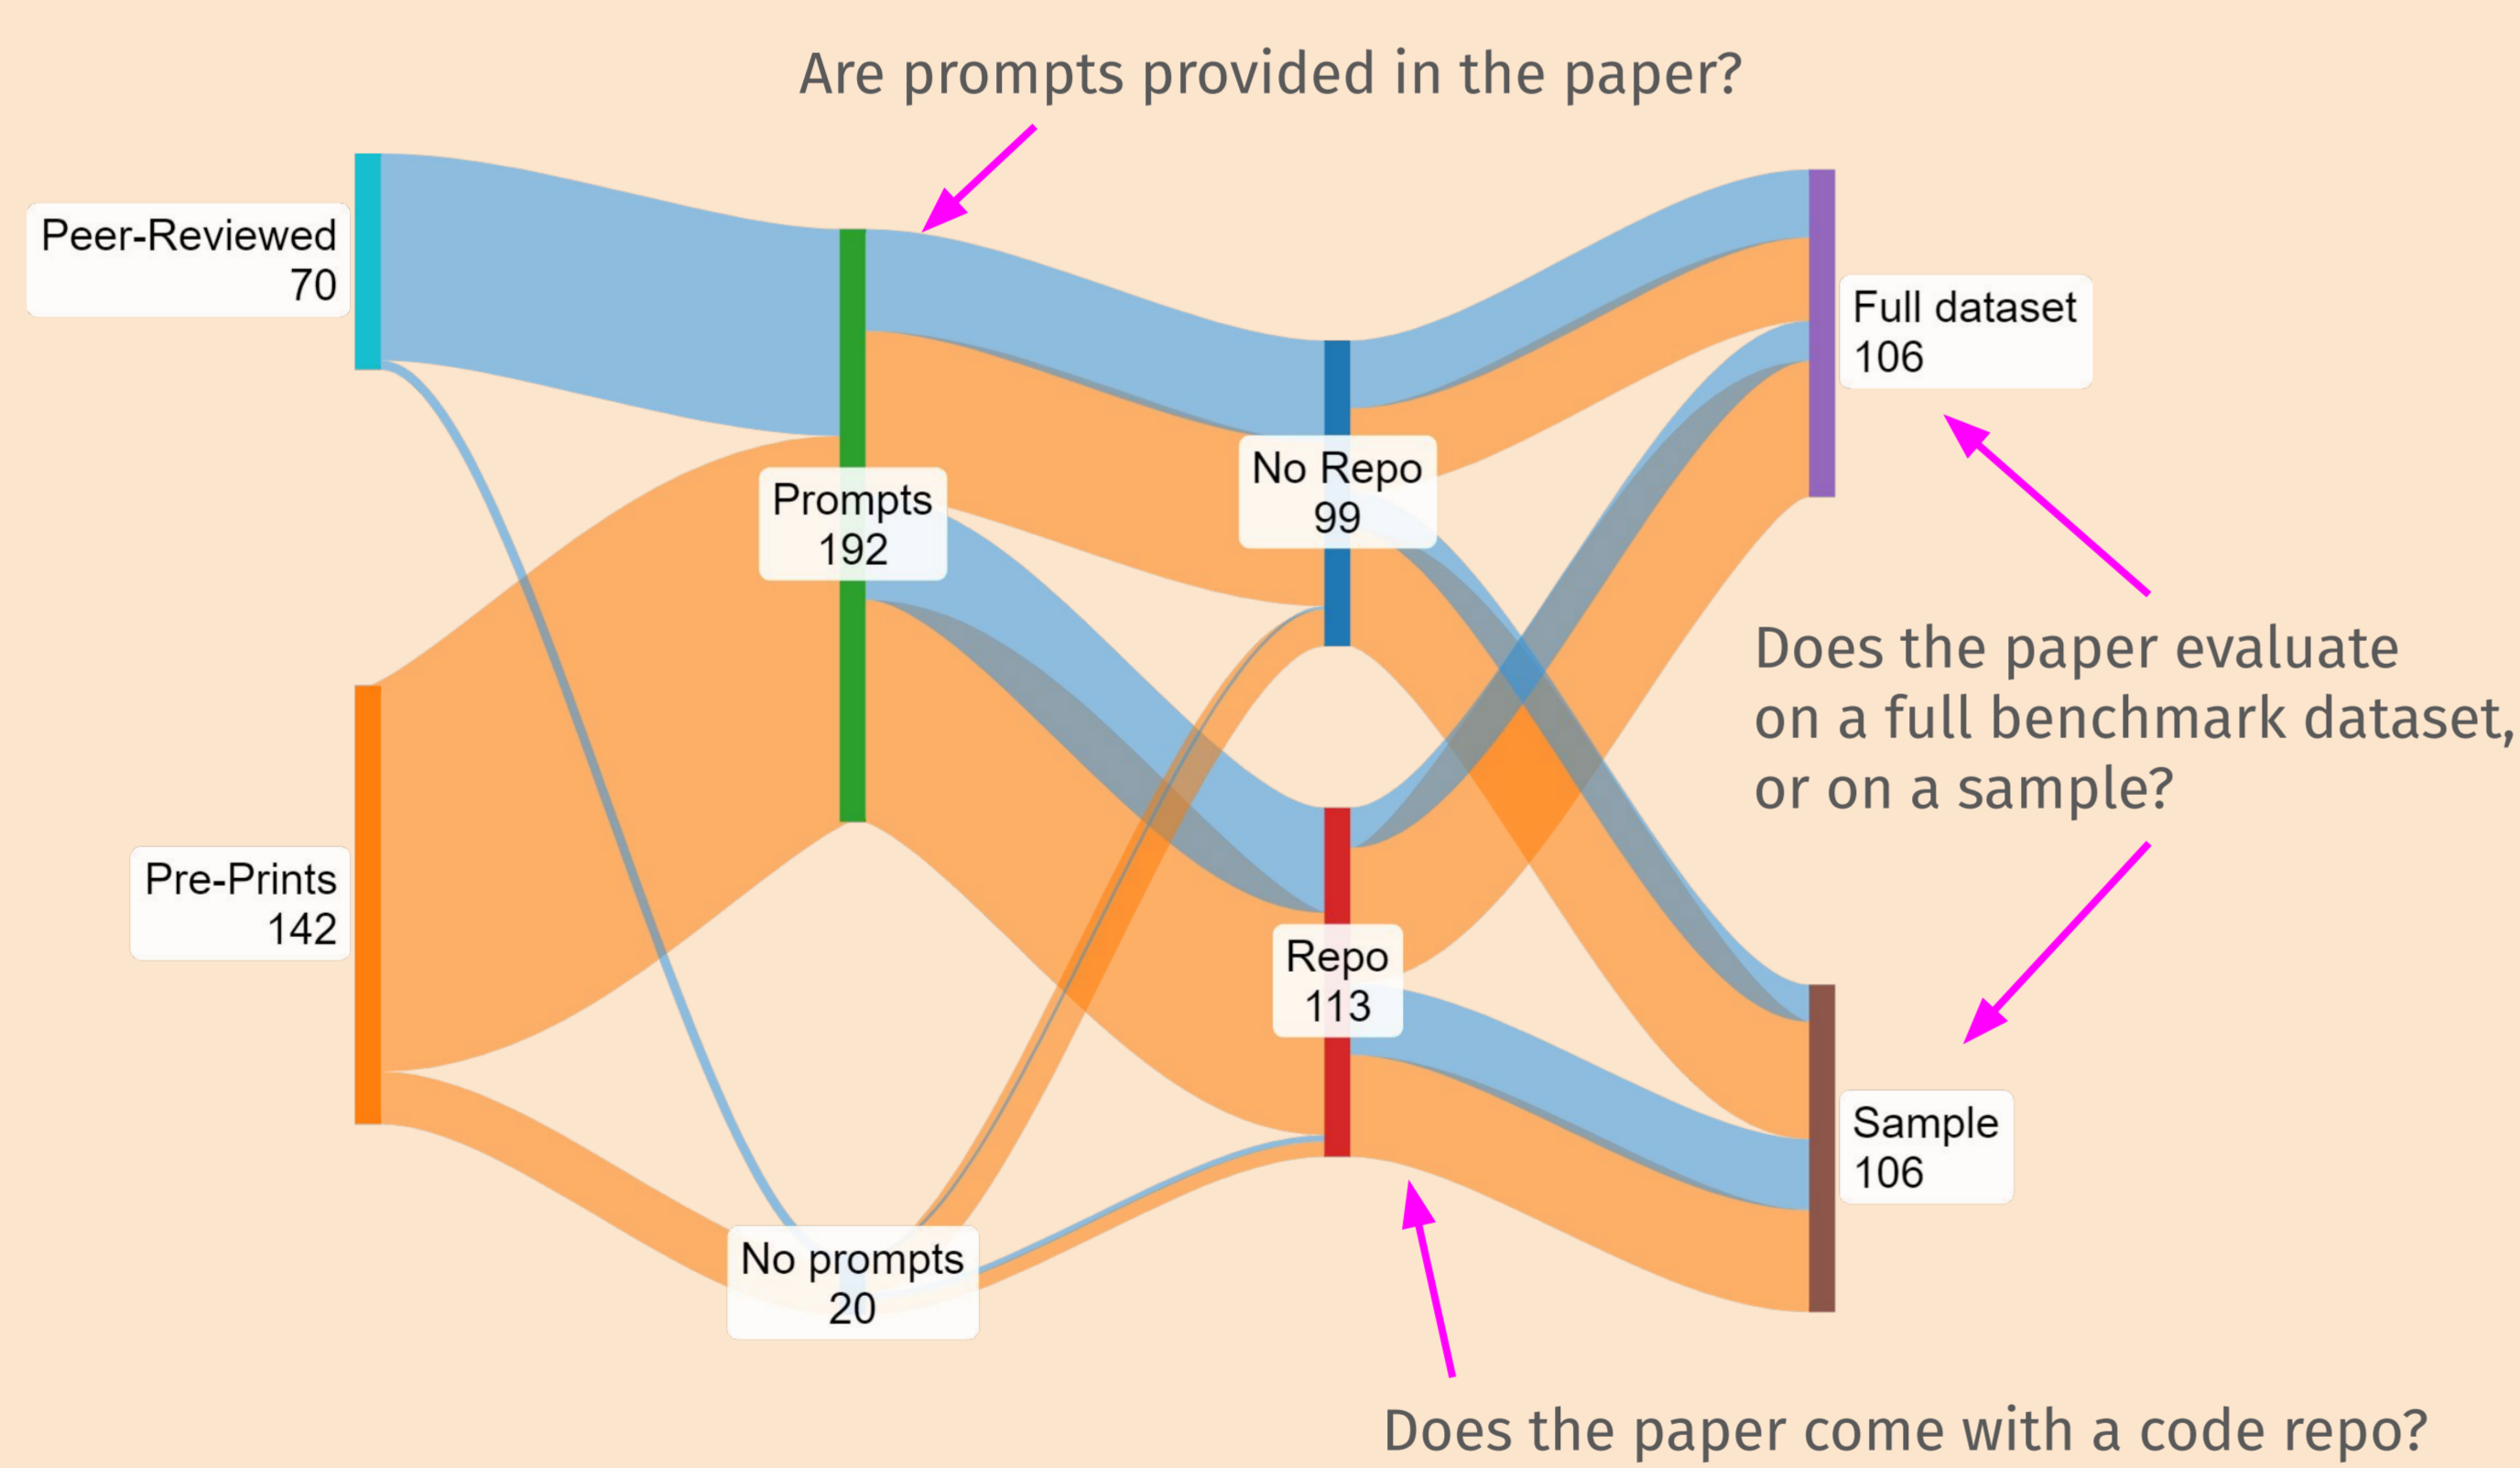 Are prompts provided in the paper?
Peer-Reviewed
70
Prompts
192
No Repo
99
Full dataset
106
Does the paper evaluate
on a full benchmark dataset,
or on a sample?
Pre-Prints
142
Repo
113
Sample
106
No prompts
20
Does the paper come with a code repo?